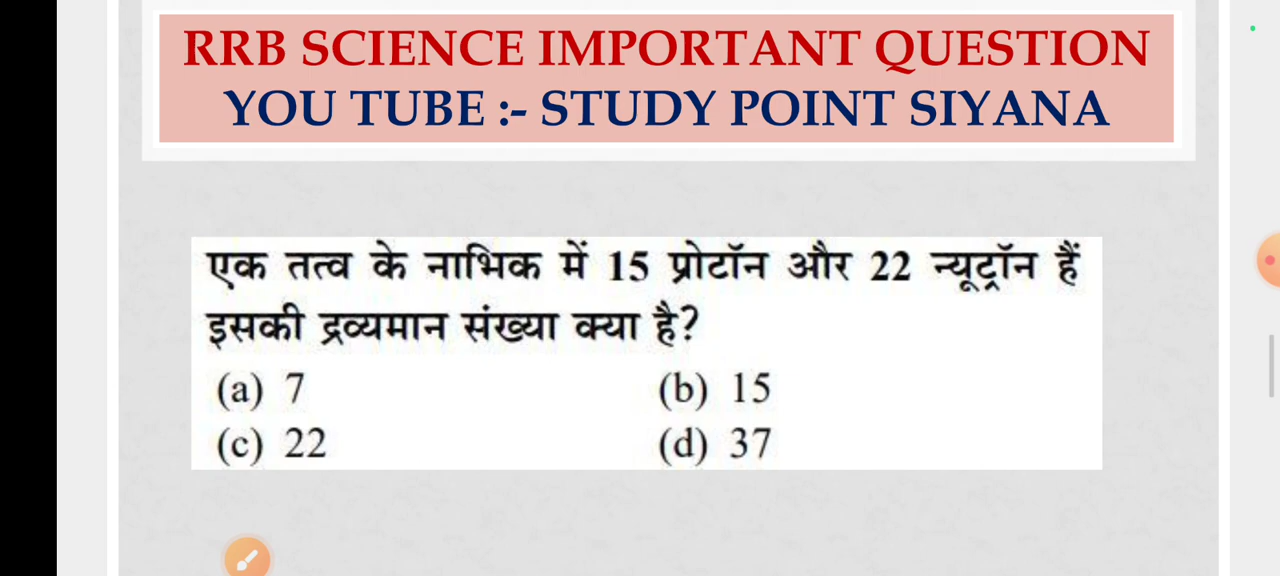 RRB SCIENCE IMPORTANT QUESTION
YOU TUBE :- STUDY POINT SIYANA
एक तत्व के नाभिक में 15 प्रोटॉन और 22 न्यूट्रॉन हैं
इसकी द्रव्यमान संख्या क्या है?
(a) 7 (b) 15
(c) 22 (d) 37